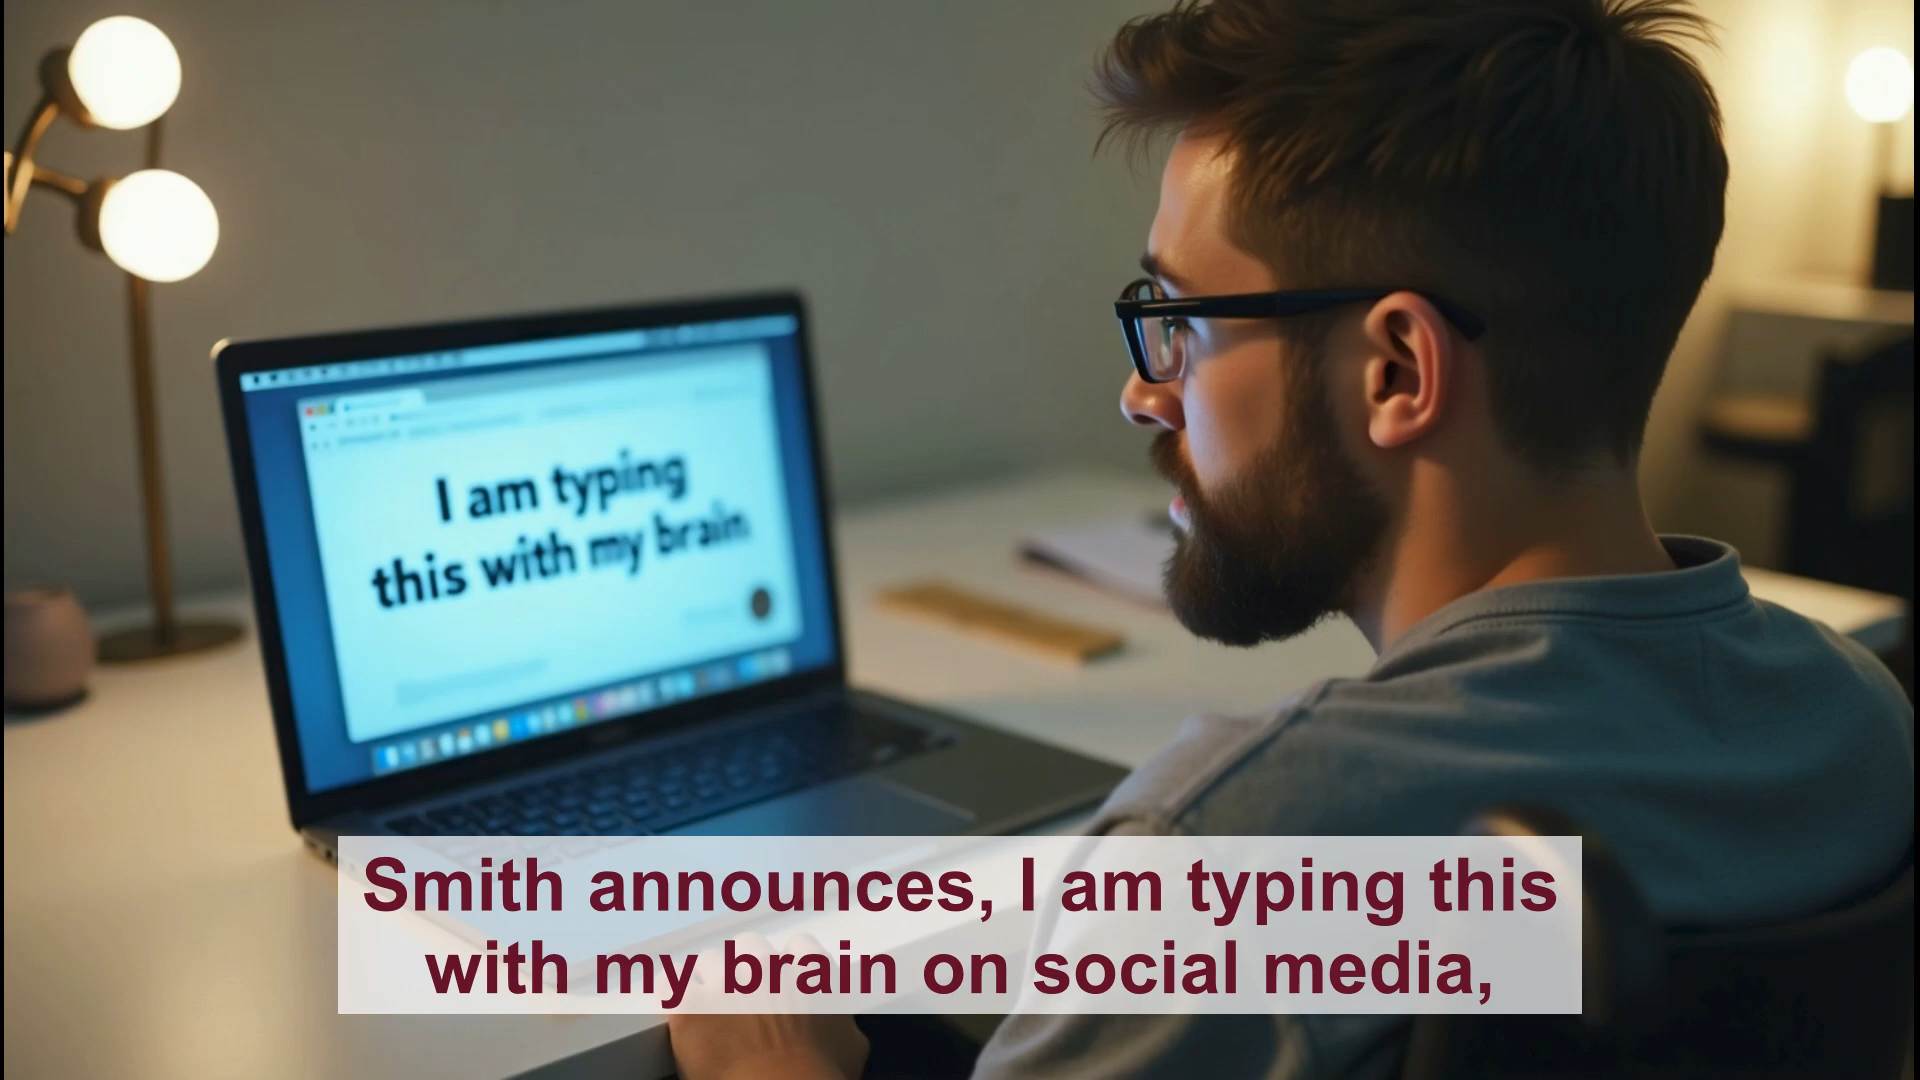 I am typing
this with my brain
Smith announces, I am typing this
with my brain on social media,